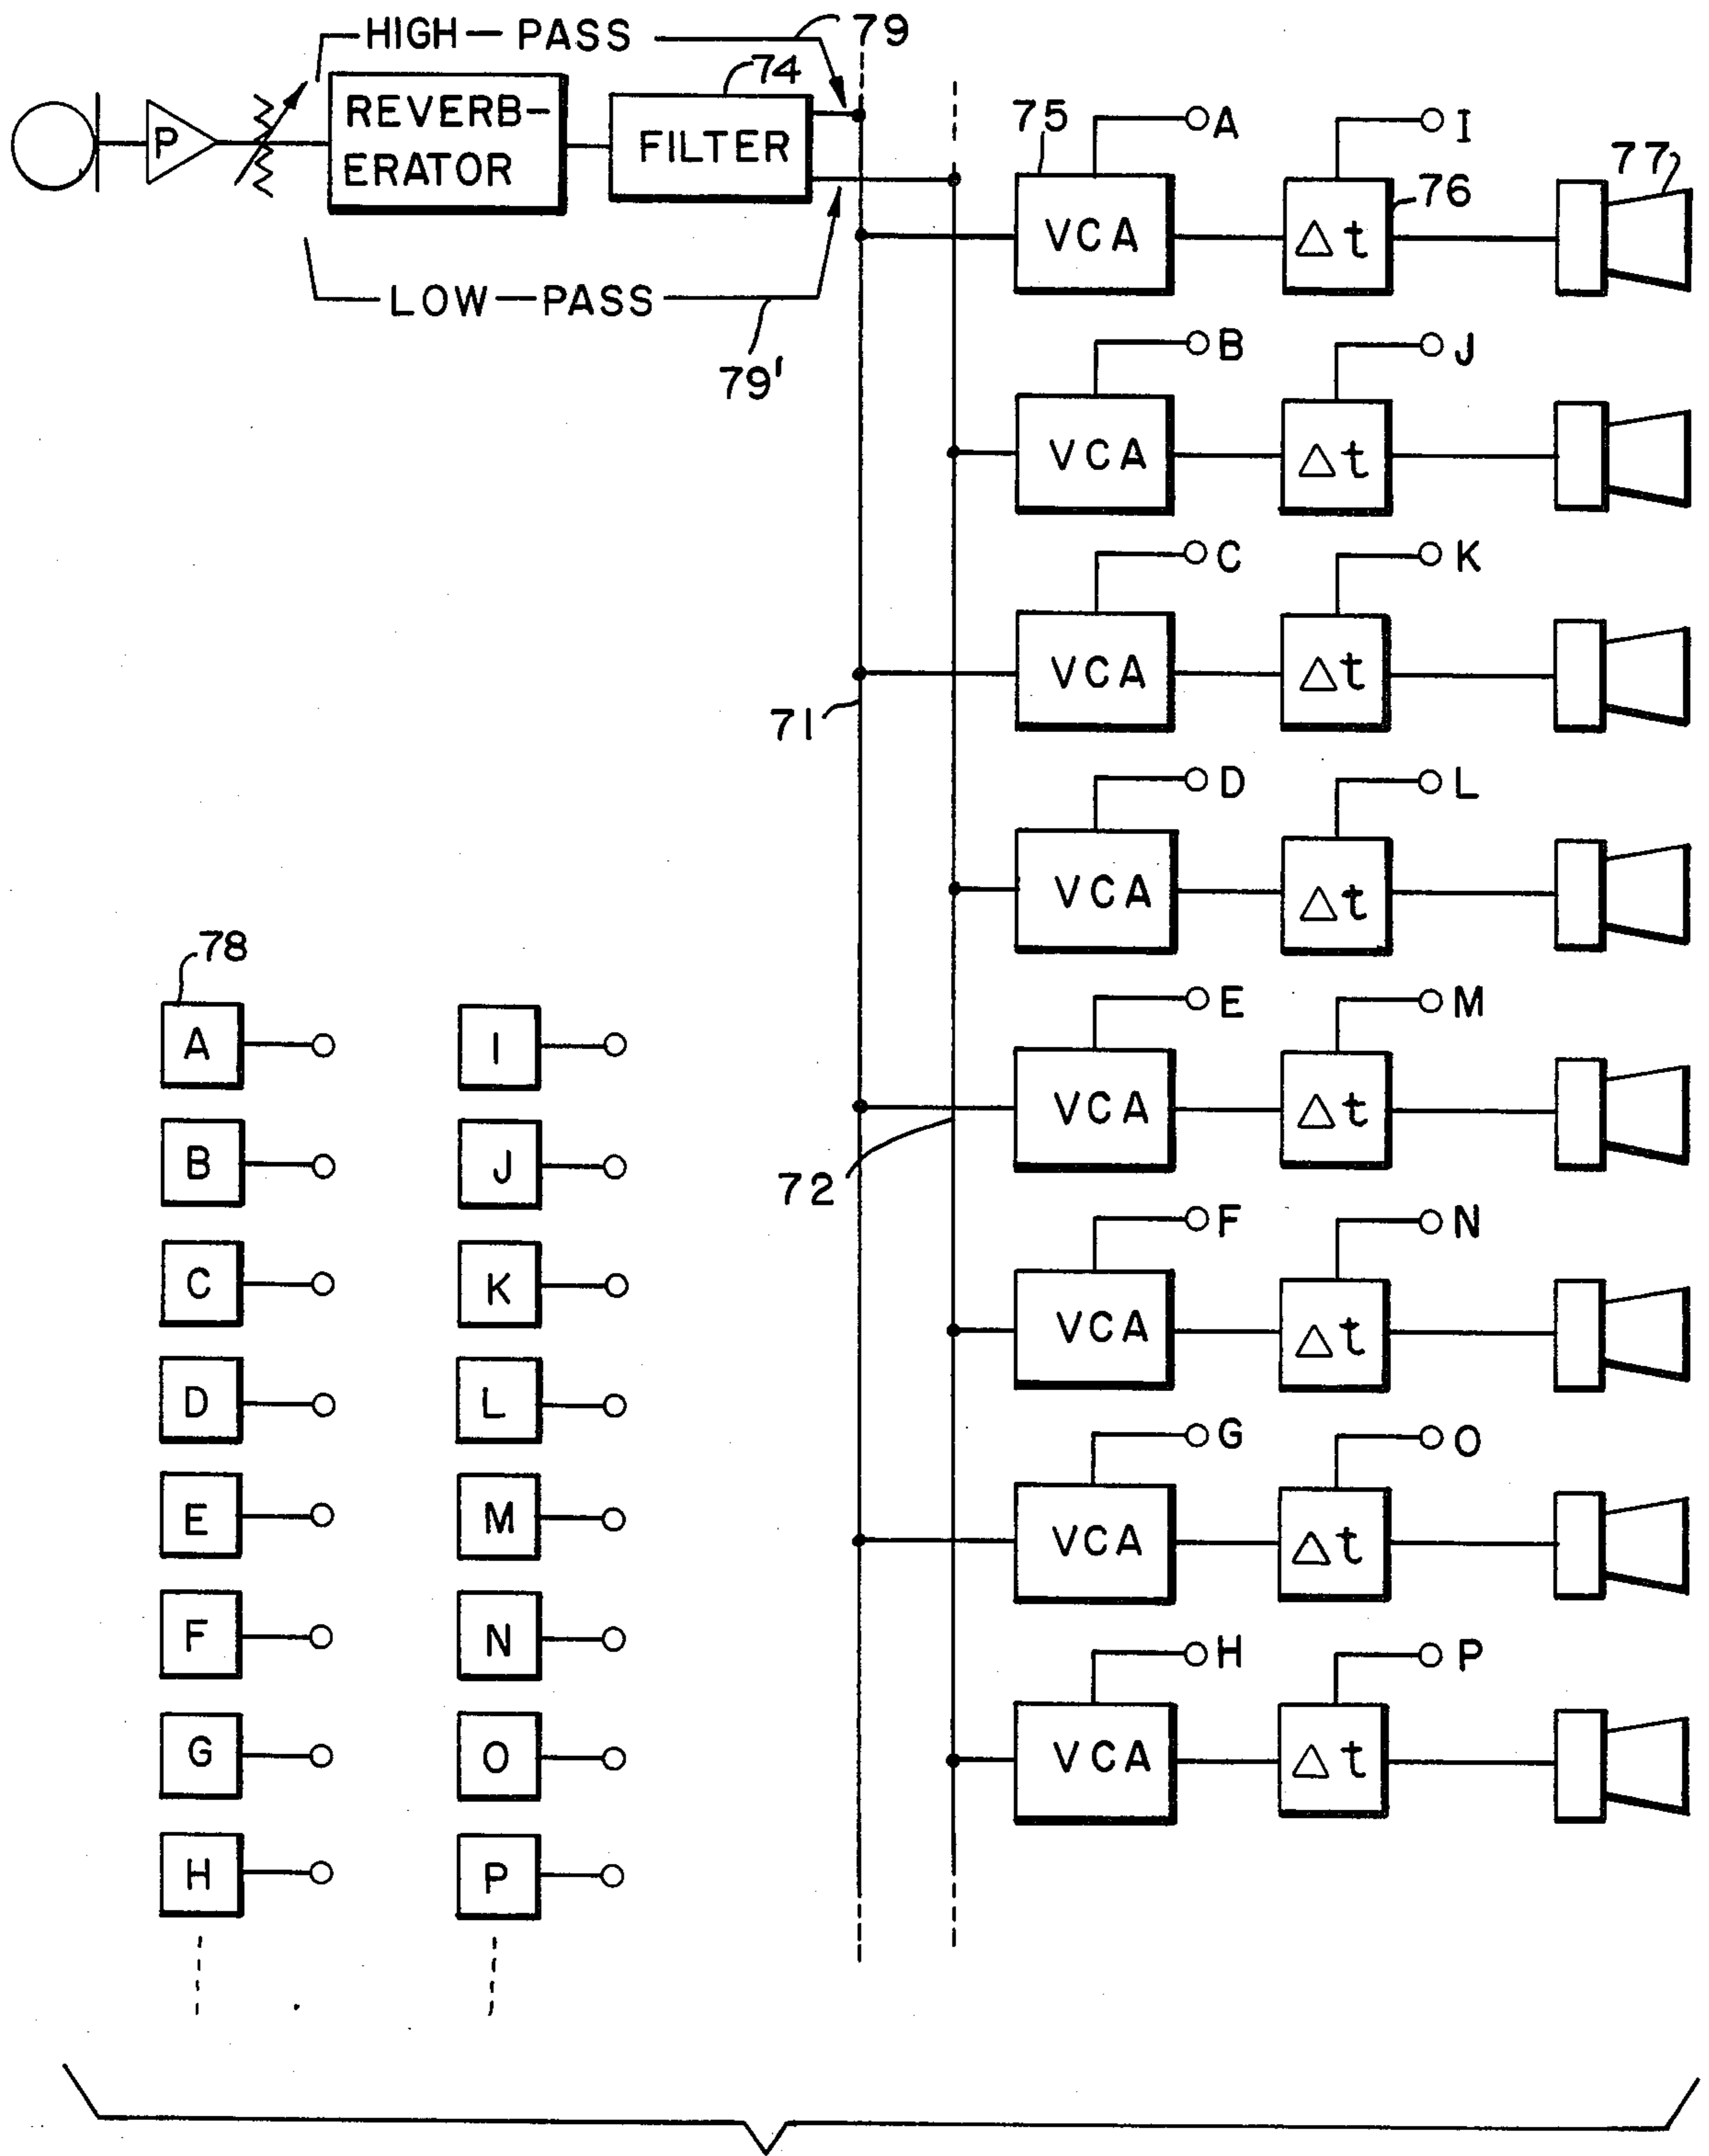 HIGH-PASS
79
74
P
REVERB-
ERATOR
FILTER
LOW-PASS
79'
75
A
I
76
77
VCA
Δt
B
J
VCA
Δt
C
K
VCA
Δt
71
D
L
VCA
Δt
E
M
VCA
Δt
72
F
N
VCA
Δt
G
O
VCA
Δt
H
P
VCA
Δt
78
A
I
B
J
C
K
D
L
E
M
F
N
G
O
H
P